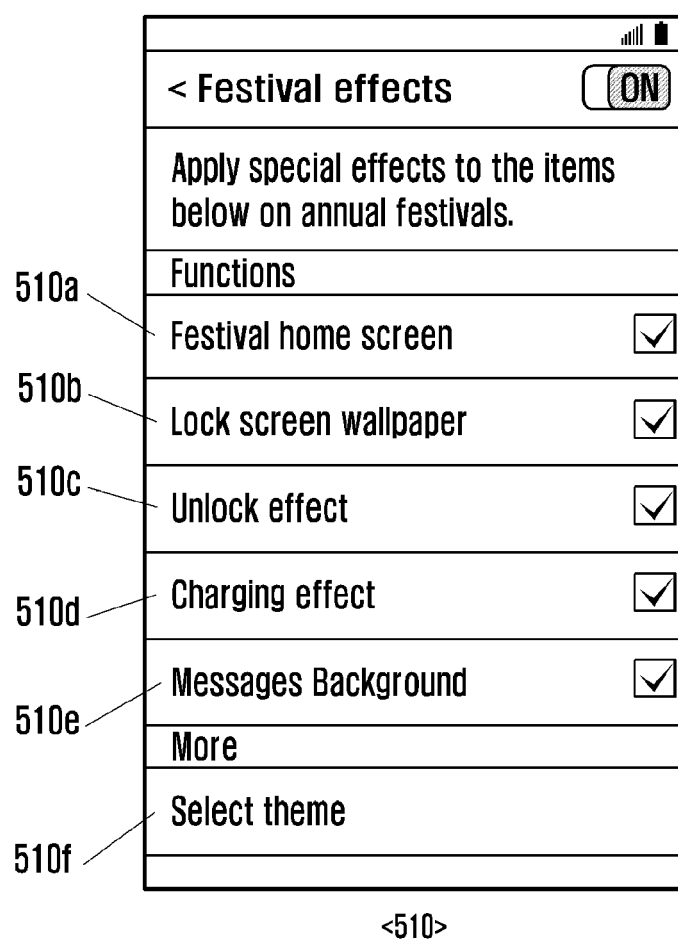 < Festival effects ON
Apply special effects to the items
below on annual festivals.
Functions
510a
Festival home screen
510b
Lock screen wallpaper
510c
Unlock effect
510d
Charging effect
510e
Messages Background
More
510f
Select theme
<510>